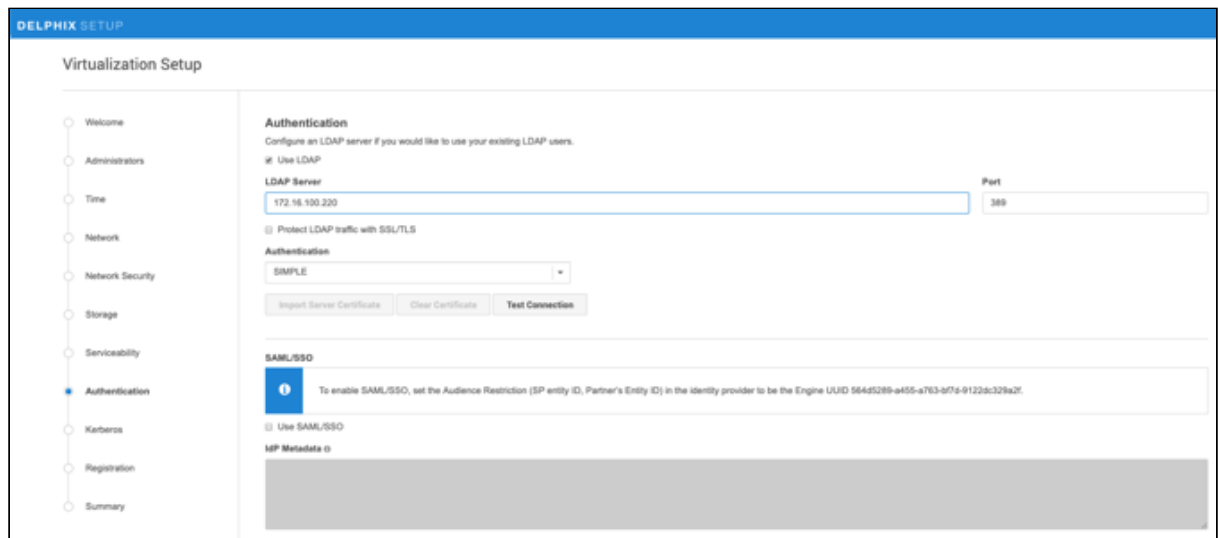 DELPHIX SETUP
Virtualization Setup
Welcome
Administrators
Time
Network
Network Security
Storage
Serviceability
Authentication
Kerberos
Registration
Summary
Authentication
Configure an LDAP server if you would like to use your existing LDAP users.
Use LDAP
LDAP Server Port
172.16.100.220 389
Protect LDAP traffic with SSL/TLS
Authentication
SIMPLE
Import Server Certificate Clear Certificate Test Connection
SAML/SSO
To enable SAML/SSO, set the Audience Restriction (SP entity ID, Partner's Entity ID) in the identity provider to be the Engine UUID 564d5289-a455-a763-bf7d-9122dc329a2f.
Use SAML/SSO
IdP Metadata